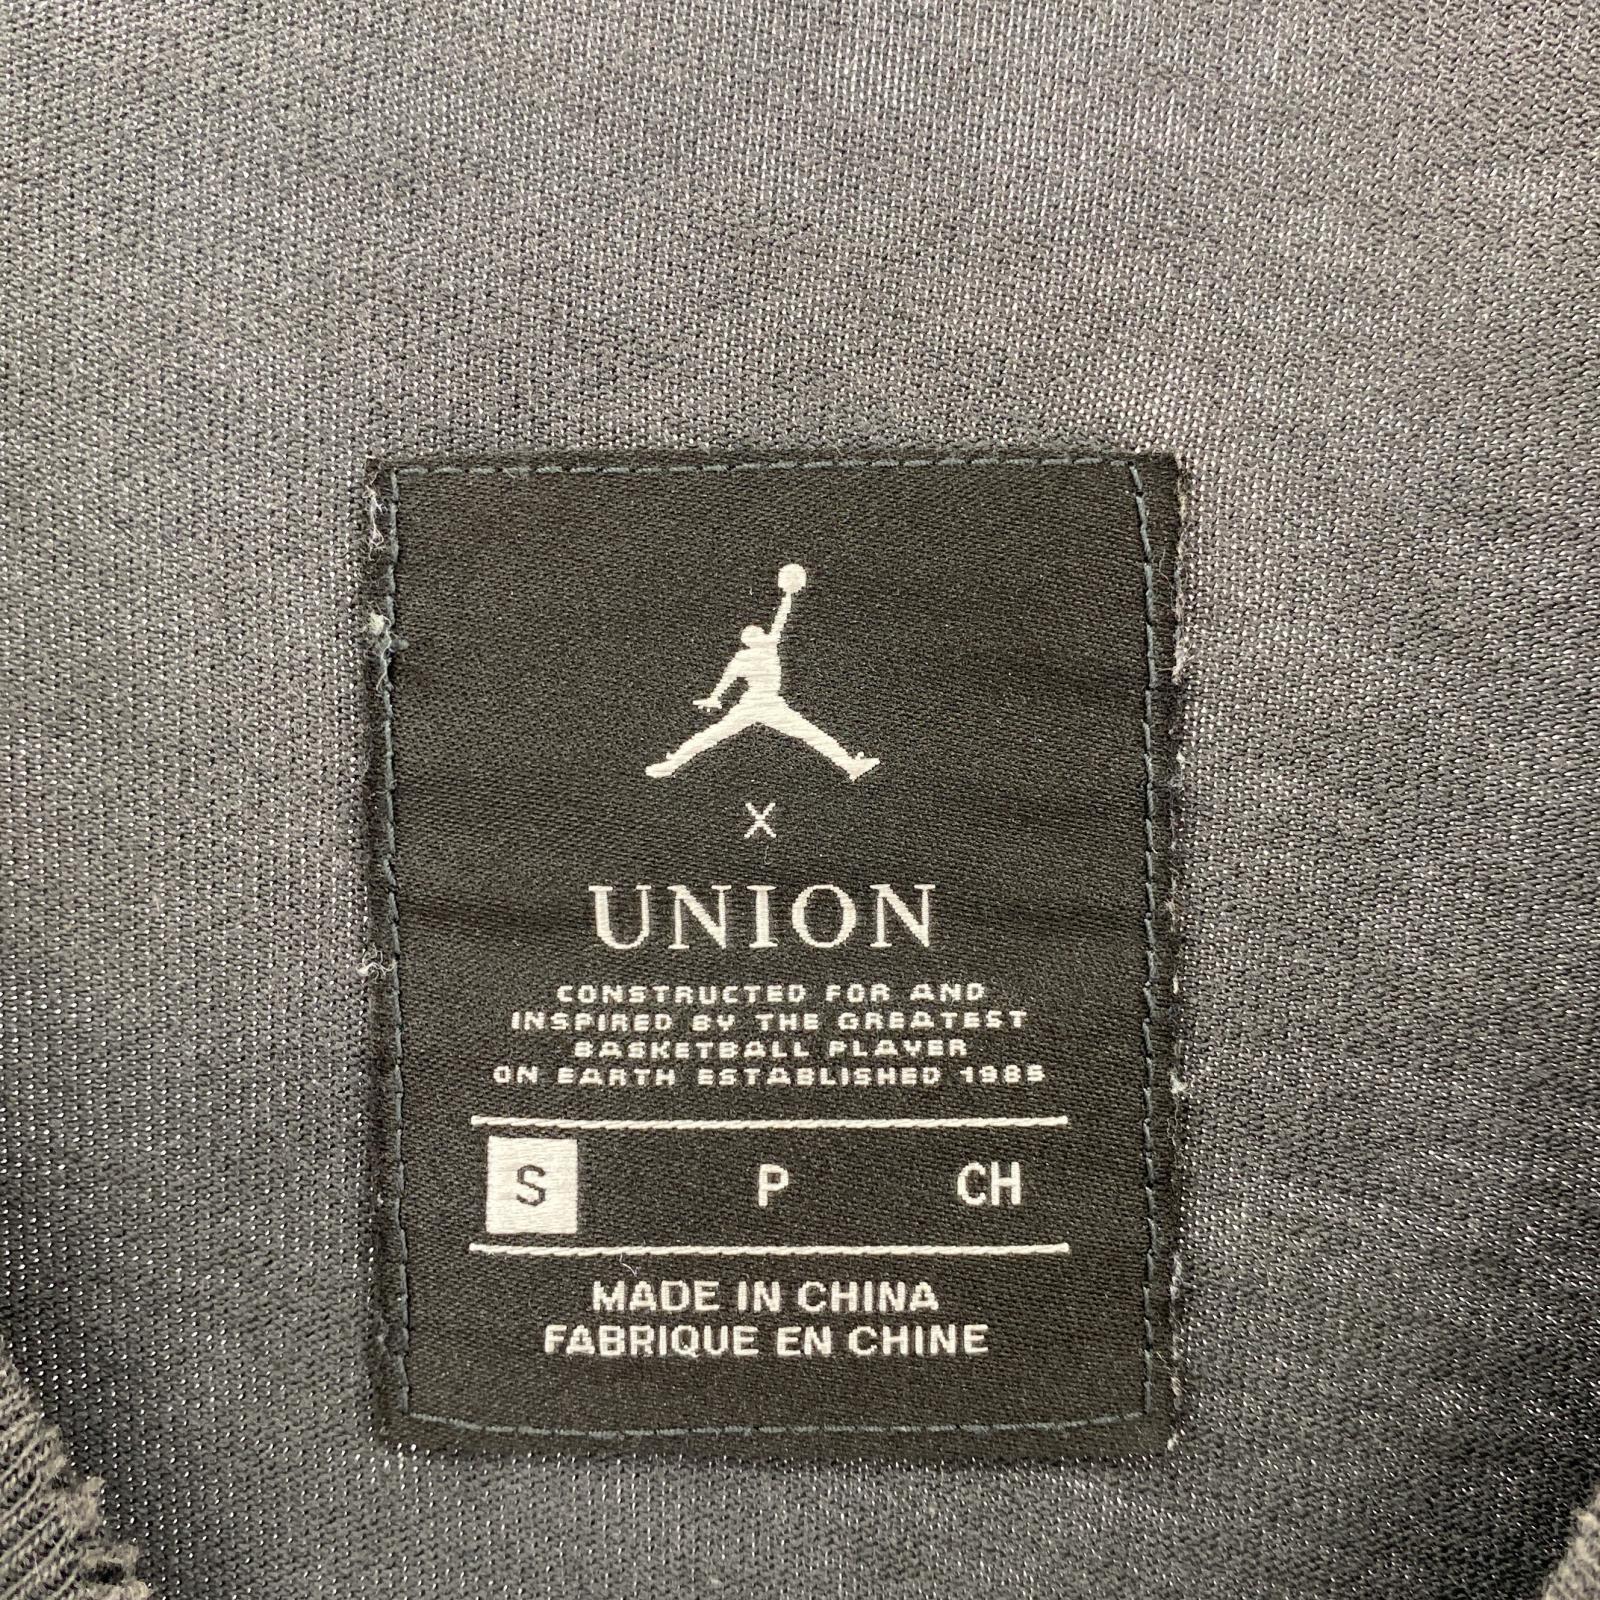 X
UNION
CONSTRUCTED FOR AND
INSPIRED BY THE GREATEST
BASKETBALL PLAYER
ON EARTH ESTABLISHED 1985
S P CH
MADE IN CHINA
FABRIQUE EN CHINE